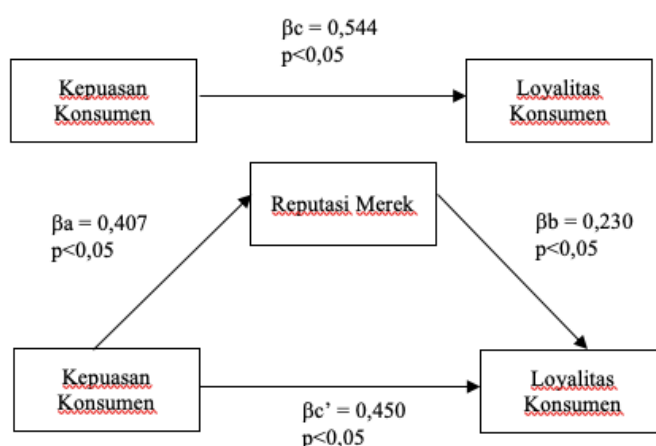 βc = 0,544
p<0,05
Kepuasan
Konsumen
Loyalitas
Konsumen
Reputasi Merek
βa = 0,407
p<0,05
βb = 0,230
p<0,05
Kepuasan
Konsumen
Loyalitas
Konsumen
βc’ = 0,450
p<0,05